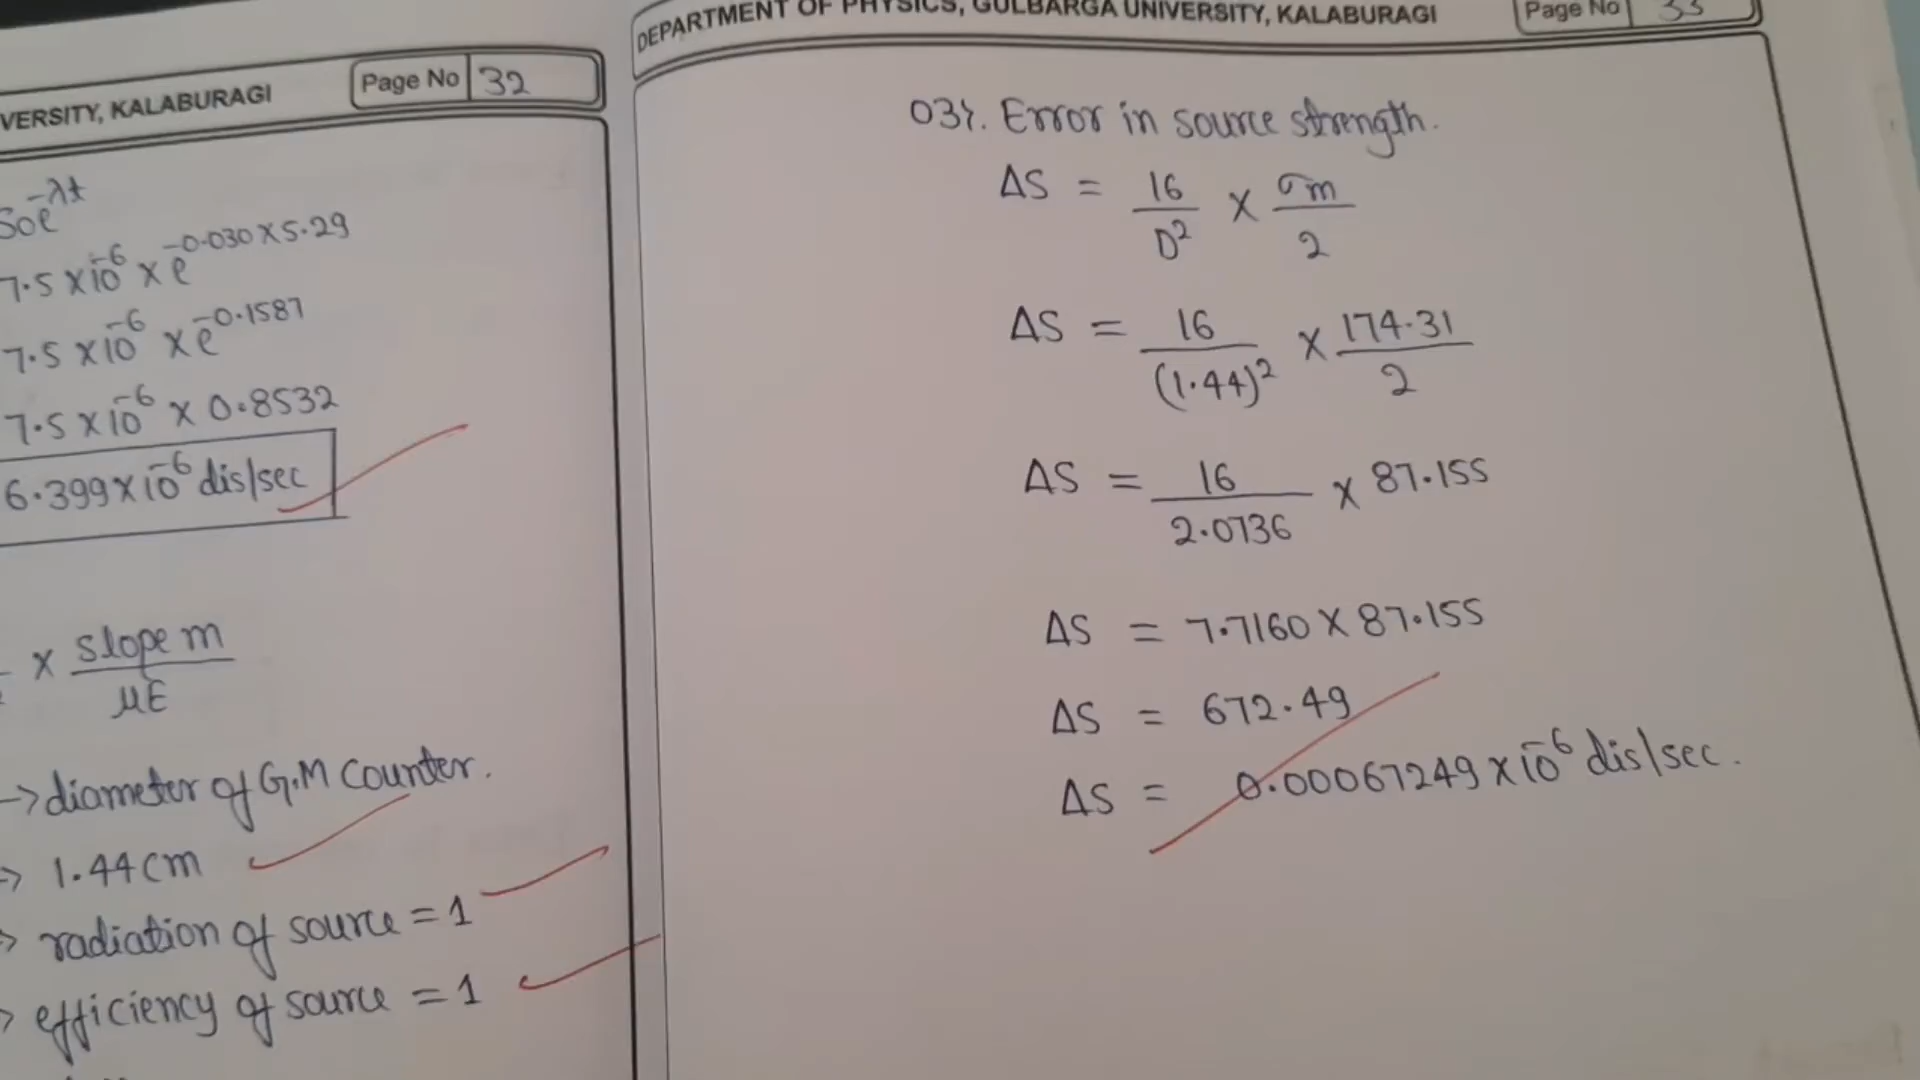 VERSITY, KALABURAGI
Page No 32
S₀e^-λt
7.5 × 10^-6 × e^-0.030×5.29
7.5 × 10^-6 × e^-0.1587
7.5 × 10^-6 × 0.8532
6.399 × 10^-6 dis/sec
× slope m / μE
→ diameter of G.M counter.
→ 1.44cm
→ radiation of source = 1
→ efficiency of source = 1
DEPARTMENT OF PHYSICS, GULBARGA UNIVERSITY, KALABURAGI
Page No 33
03). Error in source strength.
ΔS = 16/D² × σm/2
ΔS = 16/(1.44)² × 174.31/2
ΔS = 16/2.0736 × 87.155
ΔS = 7.7160 × 87.155
ΔS = 672.49
ΔS = 0.00067249 × 10^-6 dis/sec.